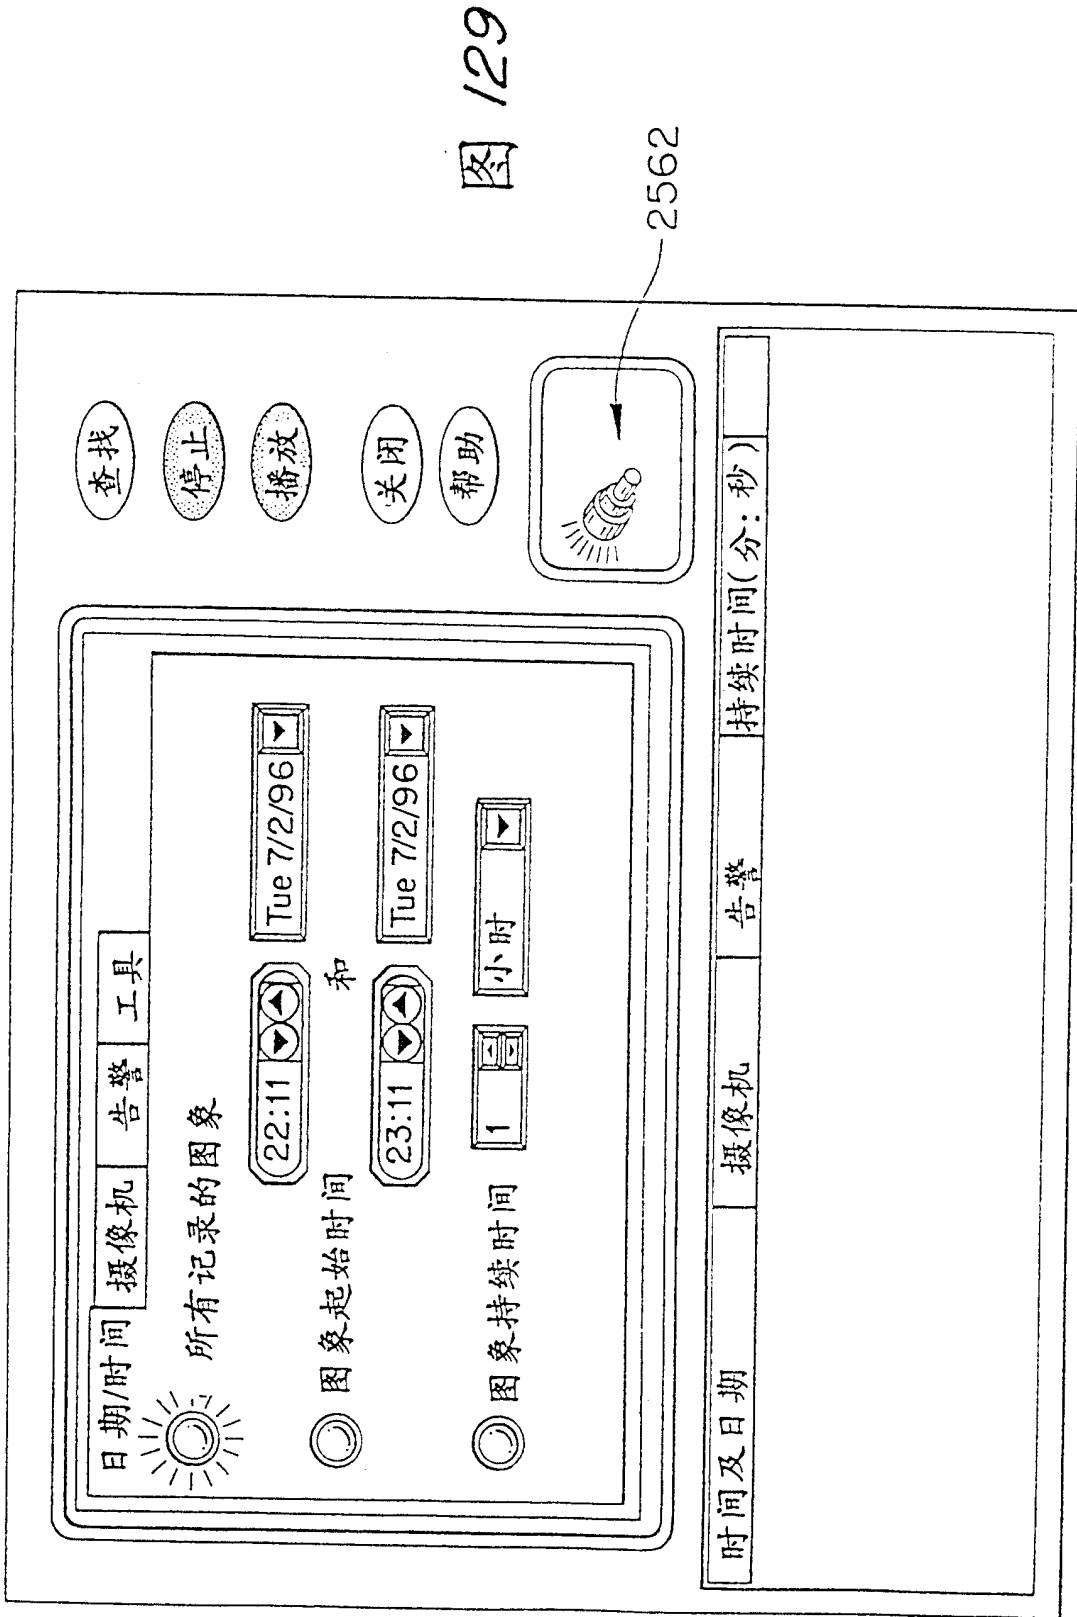 日期/时间 摄像机 告警 工具
所有记录的图象
图象起始时间
22:11 Tue 7/2/96
和
23:11 Tue 7/2/96
图象持续时间 1 小时
查找
停止
播放
关闭
帮助
2562
时间及日期 摄像机 告警 持续时间(分:秒)
图 129